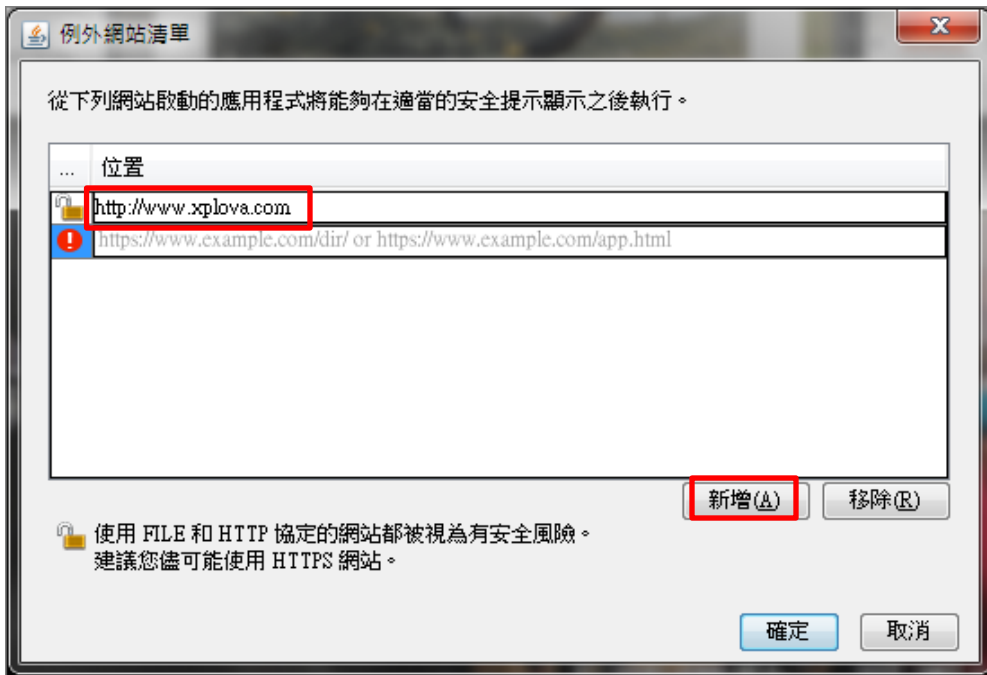 例外網站清單
從下列網站啟動的應用程式將能夠在適當的安全提示顯示之後執行。
... 位置
http://www.xplova.com
https://www.example.com/dir/ or https://www.example.com/app.html
新增(A) 移除(R)
使用 FILE 和 HTTP 協定的網站都被視為有安全風險。
建議您儘可能使用 HTTPS 網站。
確定 取消